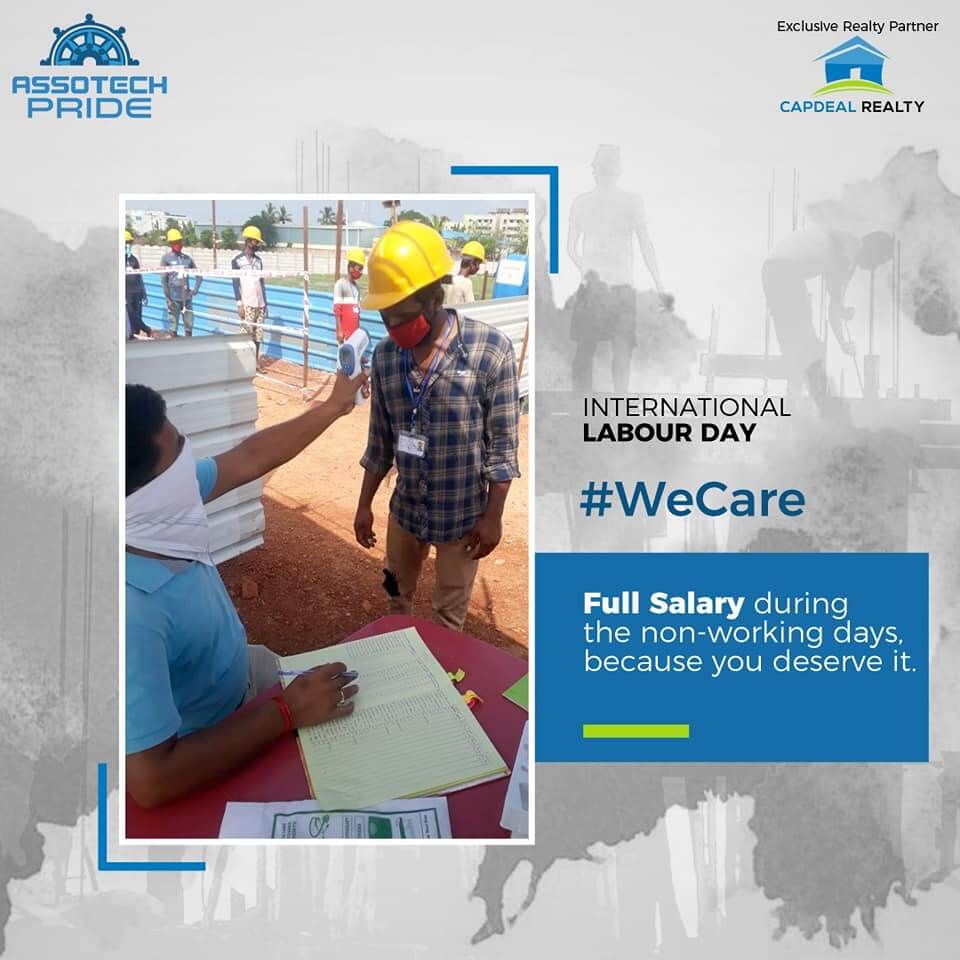 ASSOTECH
PRIDE
Exclusive Realty Partner
CAPDEAL REALTY
INTERNATIONAL
LABOUR DAY
#WeCare
Full Salary during
the non-working days,
because you deserve it.